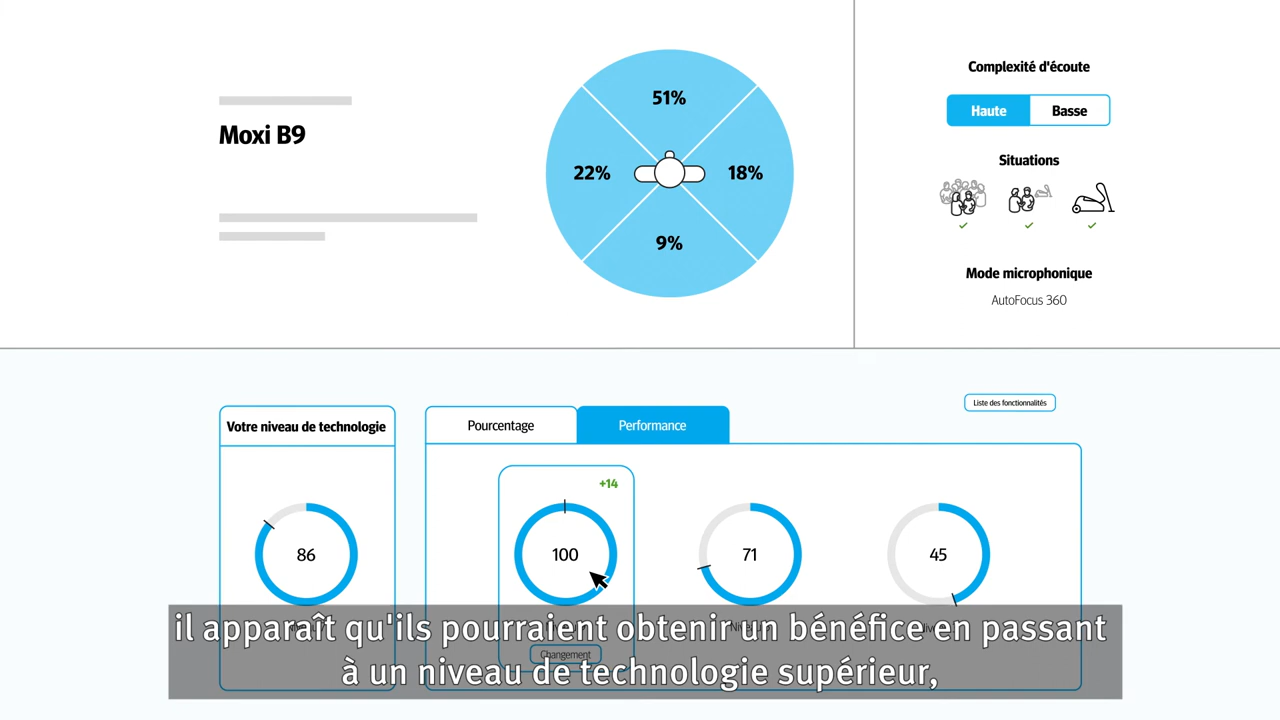 Moxi B9
51%
22%
18%
9%
Complexité d'écoute
Haute
Basse
Situations
Mode microphonique
AutoFocus 360
Liste des fonctionnalités
Votre niveau de technologie
Pourcentage
Performance
+14
86
100
71
45
Changement
il apparaît qu'ils pourraient obtenir un bénéfice en passant
à un niveau de technologie supérieur,